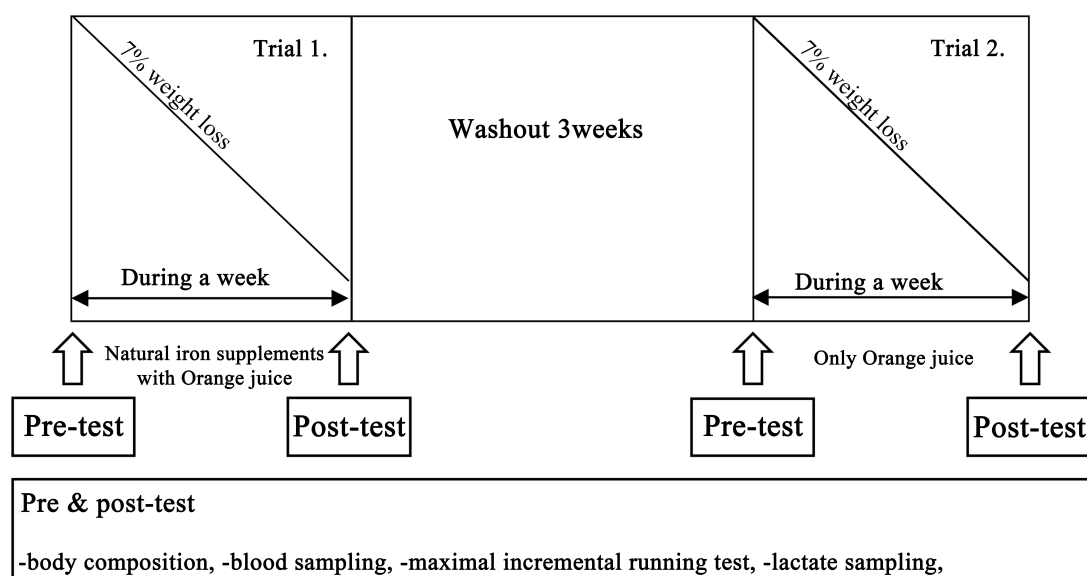 Trial 1.
7% weight loss
During a week
Washout 3weeks
Trial 2.
7% weight loss
During a week
Natural iron supplements
with Orange juice
Only Orange juice
Pre-test
Post-test
Pre-test
Post-test
Pre & post-test
-body composition, -blood sampling, -maximal incremental running test, -lactate sampling,